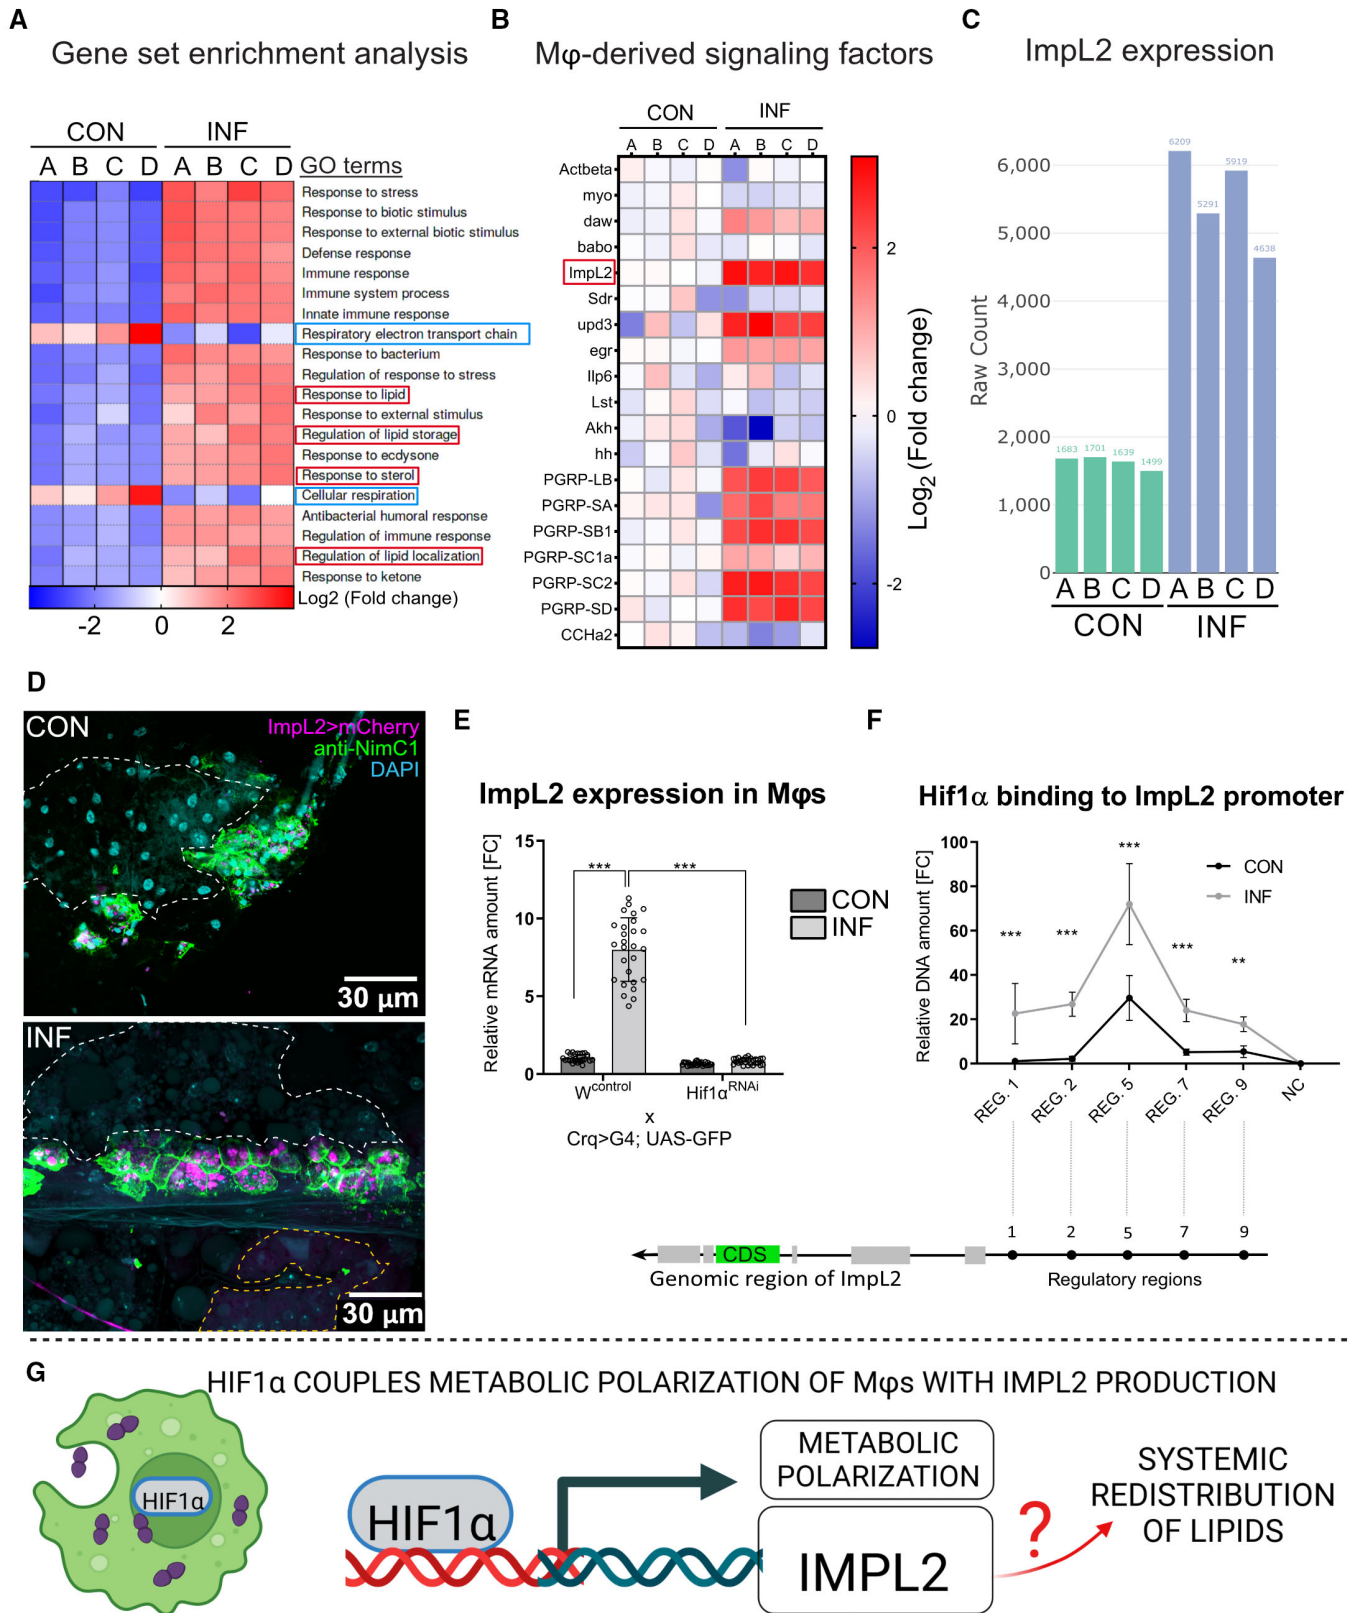 A
Gene set enrichment analysis
CON INF
A B C D A B C D GO terms
Response to stress
Response to biotic stimulus
Response to external biotic stimulus
Defense response
Immune response
Immune system process
Innate immune response
Respiratory electron transport chain
Response to bacterium
Regulation of response to stress
Response to lipid
Response to external stimulus
Regulation of lipid storage
Response to ecdysone
Response to sterol
Cellular respiration
Antibacterial humoral response
Regulation of immune response
Regulation of lipid localization
Response to ketone
Log2 (Fold change)
-2 0 2
B
Mφ-derived signaling factors
CON INF
A B C D A B C D
Actbeta
myo
daw
babo
ImpL2
Sdr
upd3
egr
Ilp6
Lst
Akh
hh
PGRP-LB
PGRP-SA
PGRP-SB1
PGRP-SC1a
PGRP-SC2
PGRP-SD
CCHa2
2
0
-2
Log2 (Fold change)
C
ImpL2 expression
Raw Count
6,000
5,000
4,000
3,000
2,000
1,000
0
1683 1701 1639 1499 6209 5291 5919 4638
A B C D A B C D
CON INF
D
CON
ImpL2>mCherry
anti-NimC1
DAPI
30 µm
INF
30 µm
E
ImpL2 expression in Mφs
Relative mRNA amount [FC]
15
10
5
0
*** ***
CON
INF
Wcontrol Hif1αRNAi
x
Crq>G4; UAS-GFP
F
Hif1α binding to ImpL2 promoter
Relative DNA amount [FC]
100
80
60
40
20
0
*** *** *** *** **
CON
INF
REG. 1 REG. 2 REG. 5 REG. 7 REG. 9 NC
1 2 5 7 9
CDS
Genomic region of ImpL2 Regulatory regions
G
HIF1α COUPLES METABOLIC POLARIZATION OF Mφs WITH IMPL2 PRODUCTION
HIF1α
HIF1α
METABOLIC
POLARIZATION
IMPL2
?
SYSTEMIC
REDISTRIBUTION
OF LIPIDS